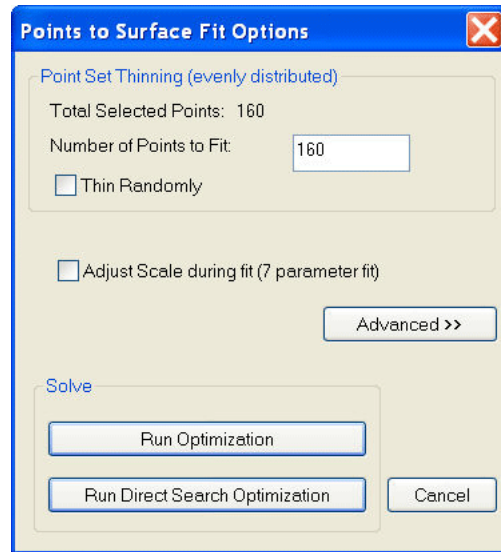 Points to Surface Fit Options
Point Set Thinning (evenly distributed)
Total Selected Points: 160
Number of Points to Fit: 160
Thin Randomly
Adjust Scale during fit (7 parameter fit)
Advanced >>
Solve
Run Optimization
Run Direct Search Optimization
Cancel